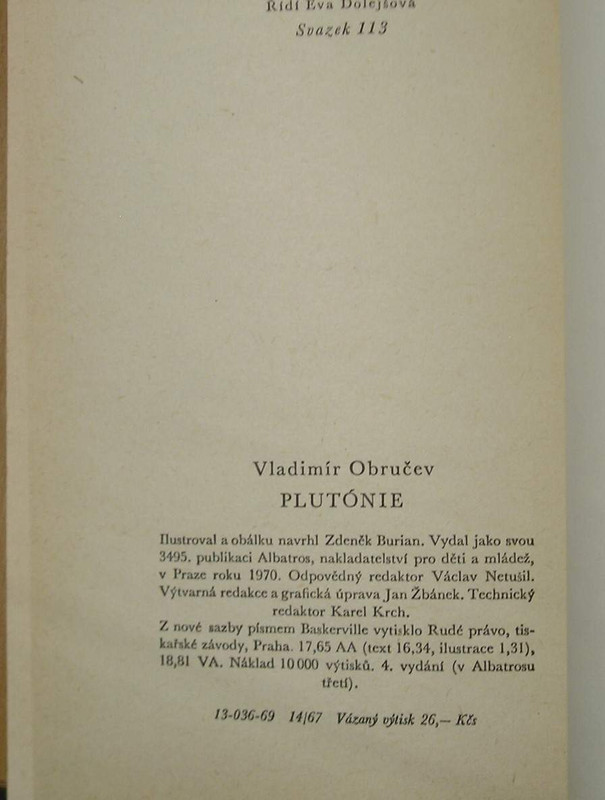 Řídí Eva Dolejšová
Svazek 113
Vladimír Obručev
PLUTÓNIE
Ilustroval a obálku navrhl Zdeněk Burian. Vydal jako svou
3495. publikaci Albatros, nakladatelství pro děti a mládež,
v Praze roku 1970. Odpovědný redaktor Václav Netušil.
Výtvarná redakce a grafická úprava Jan Žbánek. Technický
redaktor Karel Krch.
Z nové sazby písmem Baskerville vytisklo Rudé právo, tis-
kařské závody, Praha. 17,65 AA (text 16,34, ilustrace 1,31),
18,81 VA. Náklad 10 000 výtisků. 4. vydání (v Albatrosu
třetí).
13-036-69 14/67 Vázaný výtisk 26,— Kčs